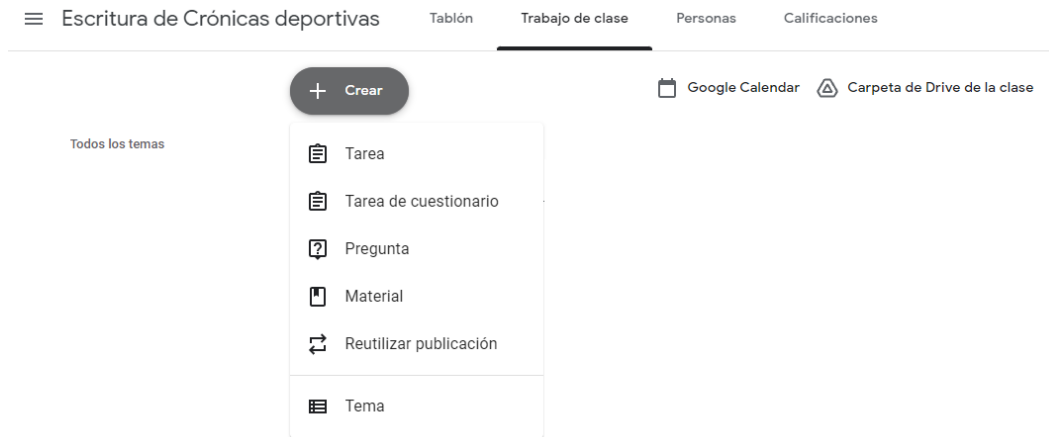 Escritura de Crónicas deportivas Tablón Trabajo de clase Personas Calificaciones
Crear Google Calendar Carpeta de Drive de la clase
Todos los temas
Tarea
Tarea de cuestionario
Pregunta
Material
Reutilizar publicación
Tema